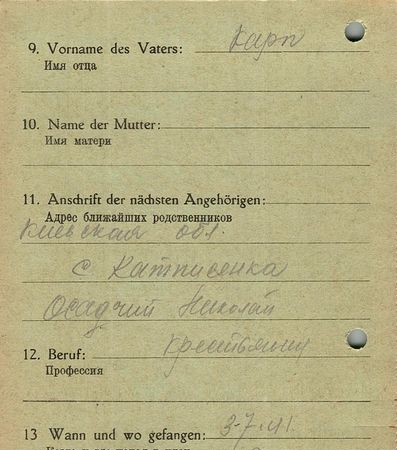 9. Vorname des Vaters: Карп
Имя отца
10. Name der Mutter:
Имя матери
11. Anschrift der nächsten Angehörigen:
Адрес ближайших родственников
Киевская обл.
с
Осадчий Николай
12. Beruf: крестьянин
Профессия
13 Wann und wo gefangen: 3-7.41.